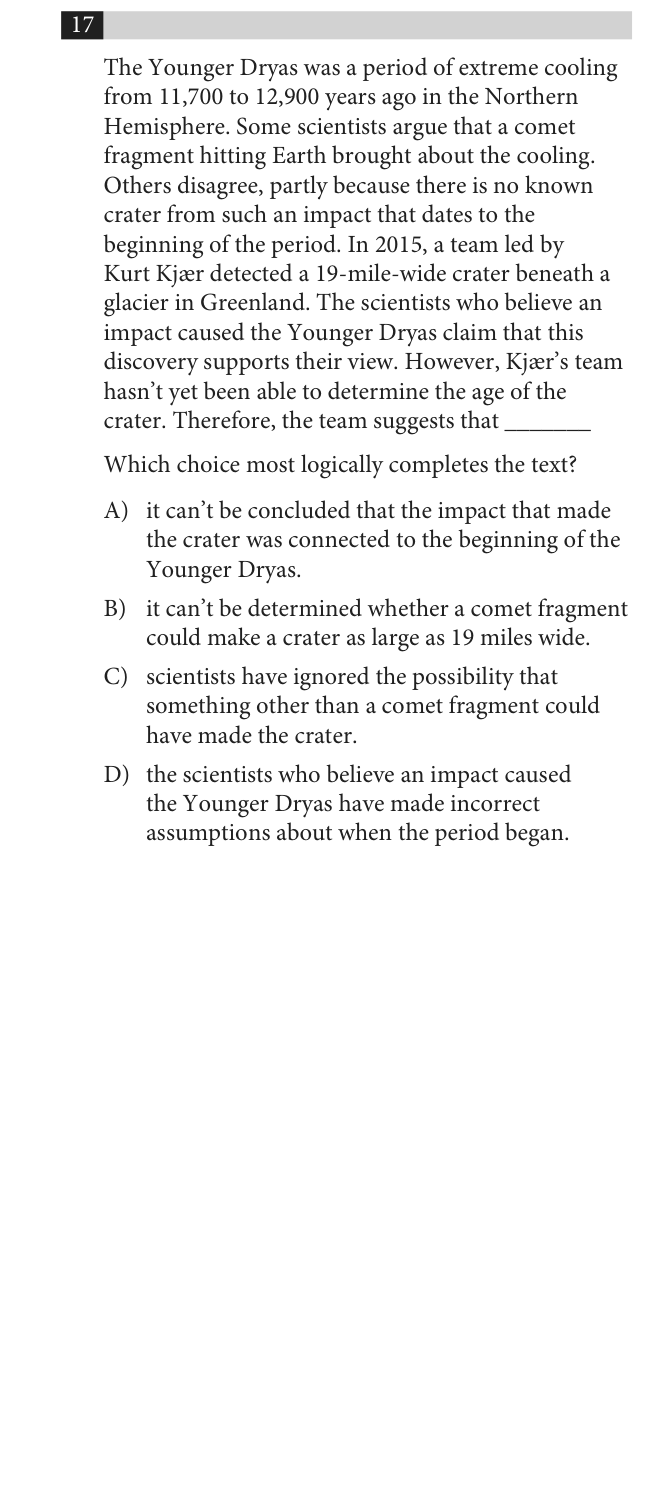 17
The Younger Dryas was a period of extreme cooling
from 11,700 to 12,900 years ago in the Northern
Hemisphere. Some scientists argue that a comet
fragment hitting Earth brought about the cooling.
Others disagree, partly because there is no known
crater from such an impact that dates to the
beginning of the period. In 2015, a team led by
Kurt Kjær detected a 19-mile-wide crater beneath a
glacier in Greenland. The scientists who believe an
impact caused the Younger Dryas claim that this
discovery supports their view. However, Kjær’s team
hasn’t yet been able to determine the age of the
crater. Therefore, the team suggests that _______
Which choice most logically completes the text?
A) it can’t be concluded that the impact that made
the crater was connected to the beginning of the
Younger Dryas.
B) it can’t be determined whether a comet fragment
could make a crater as large as 19 miles wide.
C) scientists have ignored the possibility that
something other than a comet fragment could
have made the crater.
D) the scientists who believe an impact caused
the Younger Dryas have made incorrect
assumptions about when the period began.